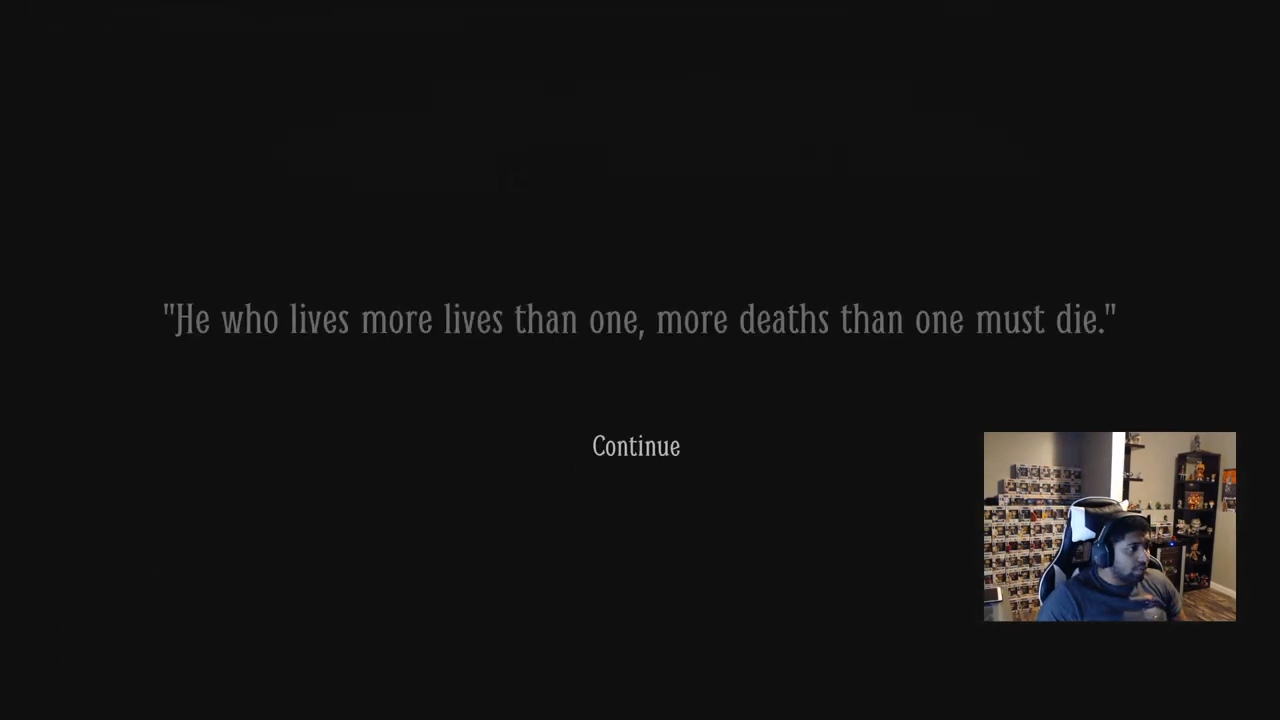 "He who lives more lives than one, more deaths than one must die."
Continue